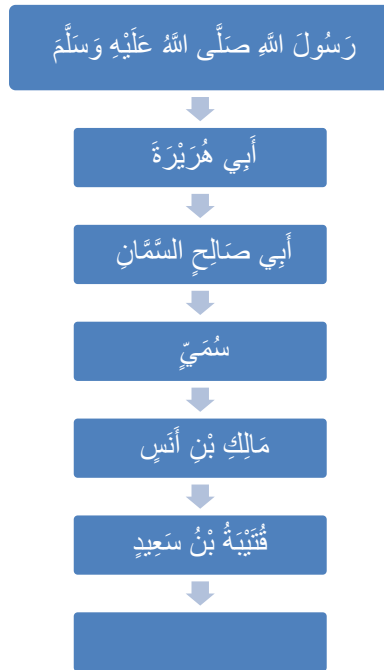 رَسُولَ اللَّهِ صَلَّى اللَّهُ عَلَيْهِ وَسَلَّمَ
أَبِي هُرَيْرَةَ
أَبِي صَالِحٍ السَّمَّانِ
سُمَيٍّ
مَالِكِ بْنِ أَنَسٍ
قُتَيْبَةُ بْنُ سَعِيدٍ